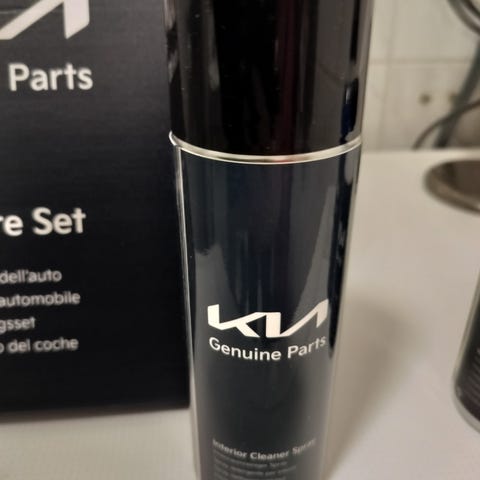 Parts
re Set
dell'auto
automobile
gsset
o del coche
KIA
Genuine Parts
Interior Cleaner Spray